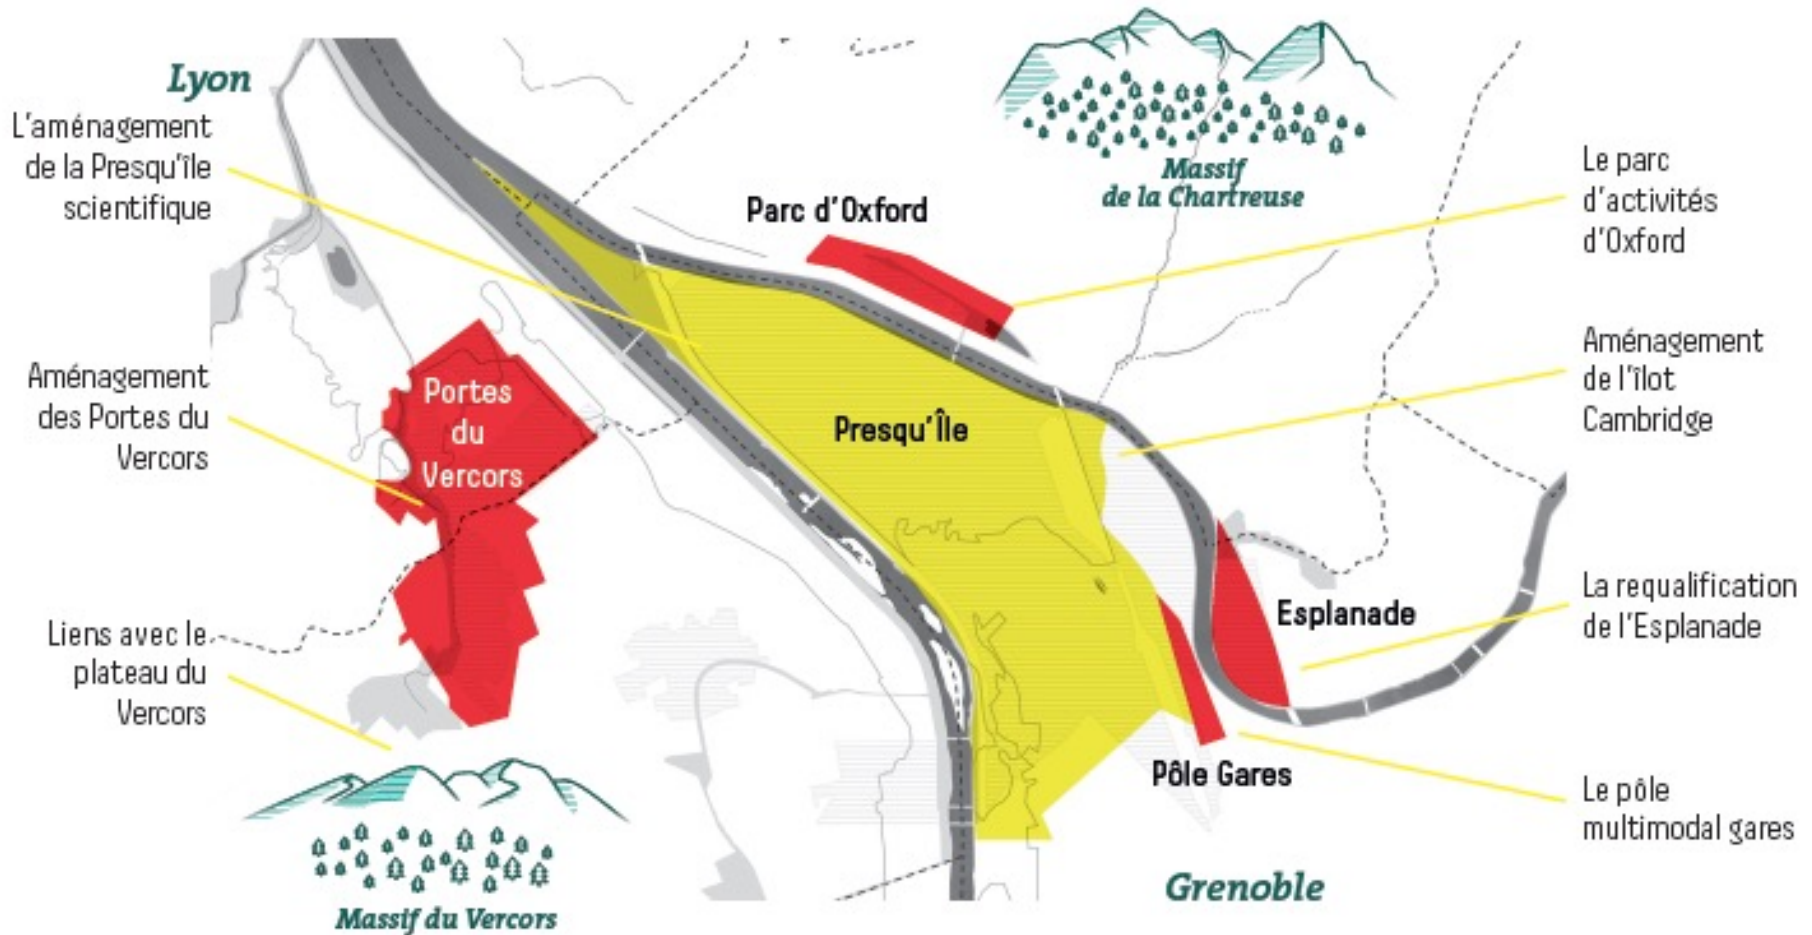 Lyon
L'aménagement
de la Presqu'île
scientifique
Aménagement
des Portes du
Vercors
Liens avec le
plateau du
Vercors
Portes
du
Vercors
Massif du Vercors
Parc d'Oxford
Massif
de la Chartreuse
Presqu'Île
Esplanade
Pôle Gares
Grenoble
Le parc
d'activités
d'Oxford
Aménagement
de l'îlot
Cambridge
La requalification
de l'Esplanade
Le pôle
multimodal gares